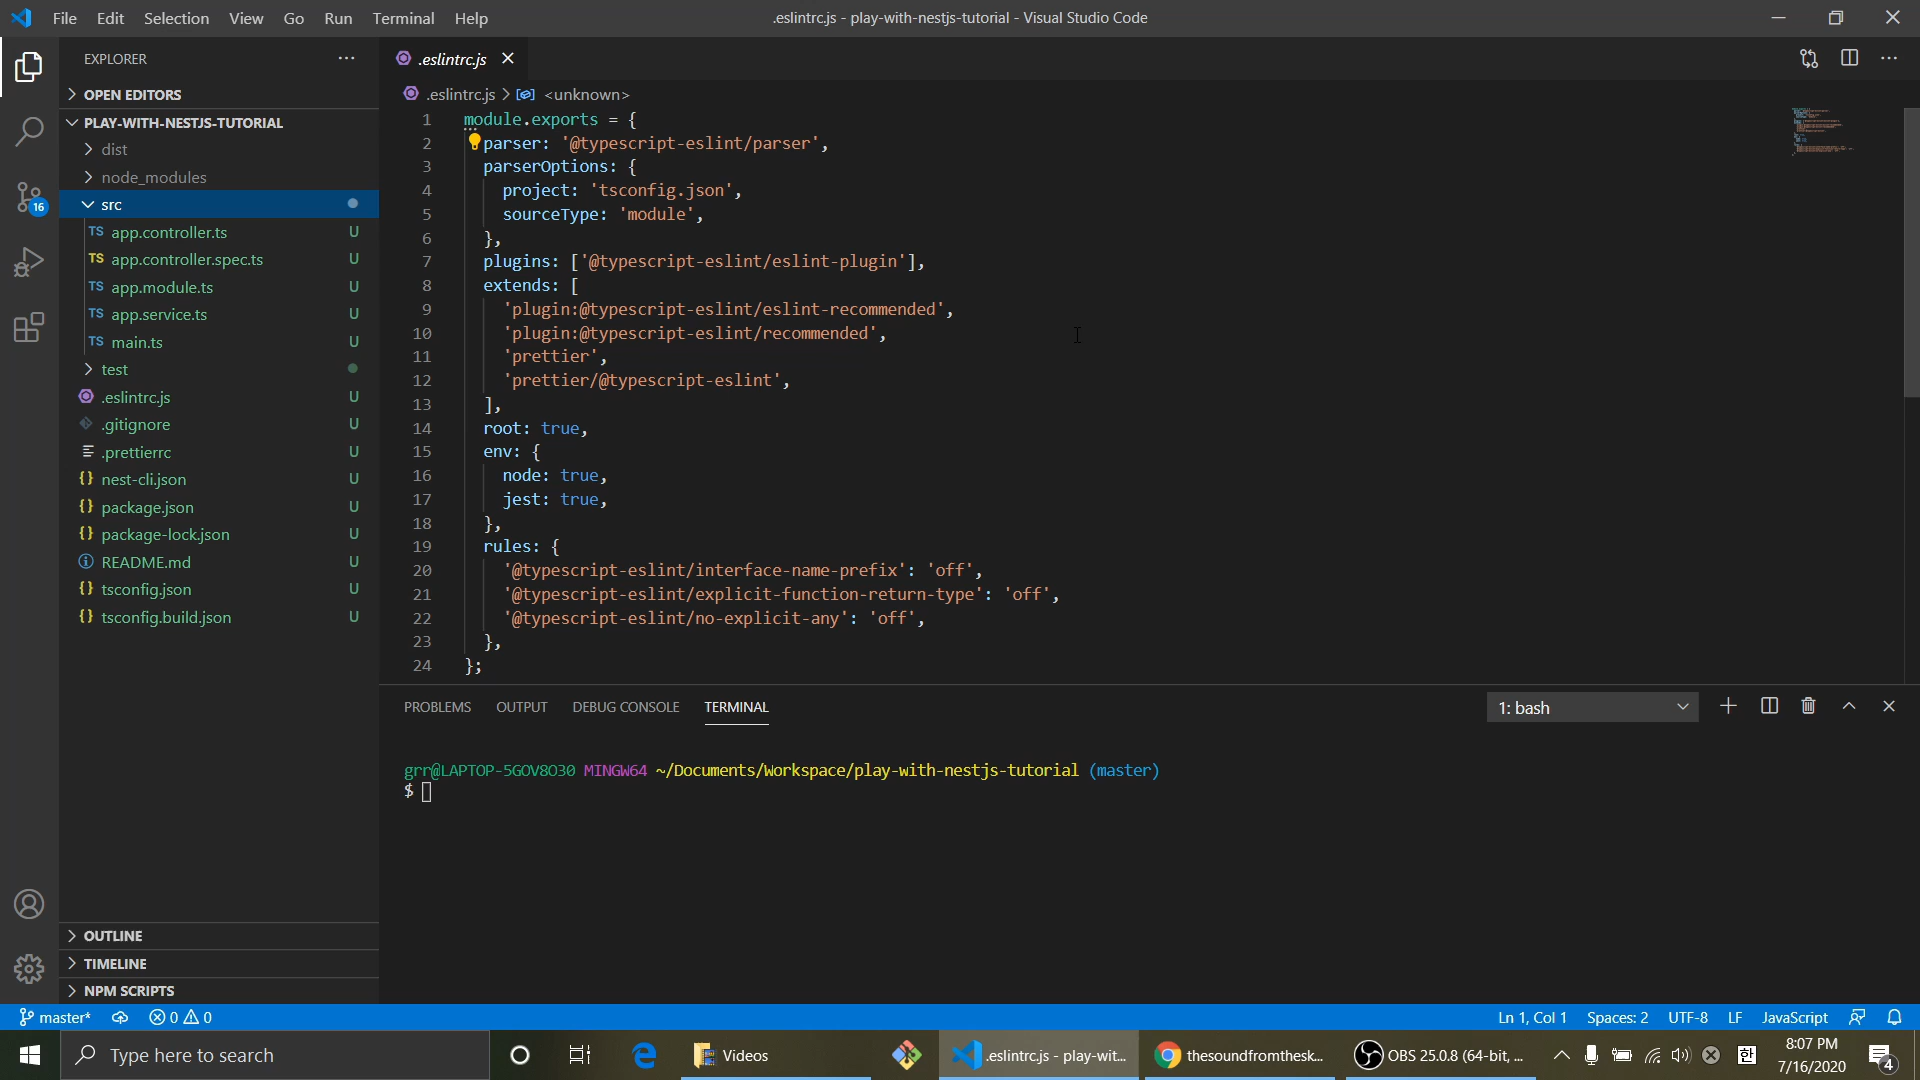 File Edit Selection View Go Run Terminal Help
.eslintrc.js - play-with-nestjs-tutorial - Visual Studio Code
EXPLORER
OPEN EDITORS
PLAY-WITH-NESTJS-TUTORIAL
dist
node_modules
src
TS app.controller.ts U
TS app.controller.spec.ts U
TS app.module.ts U
TS app.service.ts U
TS main.ts U
test
.eslintrc.js U
.gitignore U
.prettierrc U
{} nest-cli.json U
{} package.json U
{} package-lock.json U
README.md U
{} tsconfig.json U
{} tsconfig.build.json U
OUTLINE
TIMELINE
NPM SCRIPTS
16
.eslintrc.js
.eslintrc.js > <unknown>
1 module.exports = {
2 parser: '@typescript-eslint/parser',
3 parserOptions: {
4 project: 'tsconfig.json',
5 sourceType: 'module',
6 },
7 plugins: ['@typescript-eslint/eslint-plugin'],
8 extends: [
9 'plugin:@typescript-eslint/eslint-recommended',
10 'plugin:@typescript-eslint/recommended',
11 'prettier',
12 'prettier/@typescript-eslint',
13 ],
14 root: true,
15 env: {
16 node: true,
17 jest: true,
18 },
19 rules: {
20 '@typescript-eslint/interface-name-prefix': 'off',
21 '@typescript-eslint/explicit-function-return-type': 'off',
22 '@typescript-eslint/no-explicit-any': 'off',
23 },
24 };
PROBLEMS OUTPUT DEBUG CONSOLE TERMINAL
1: bash
grr@LAPTOP-5GOV8O30 MINGW64 ~/Documents/Workspace/play-with-nestjs-tutorial (master)
$
master* 0 0
Ln 1, Col 1 Spaces: 2 UTF-8 LF JavaScript
Type here to search
Videos
.eslintrc.js - play-wit...
thesoundfromthesk...
OBS 25.0.8 (64-bit, ...
한
8:07 PM
7/16/2020
4